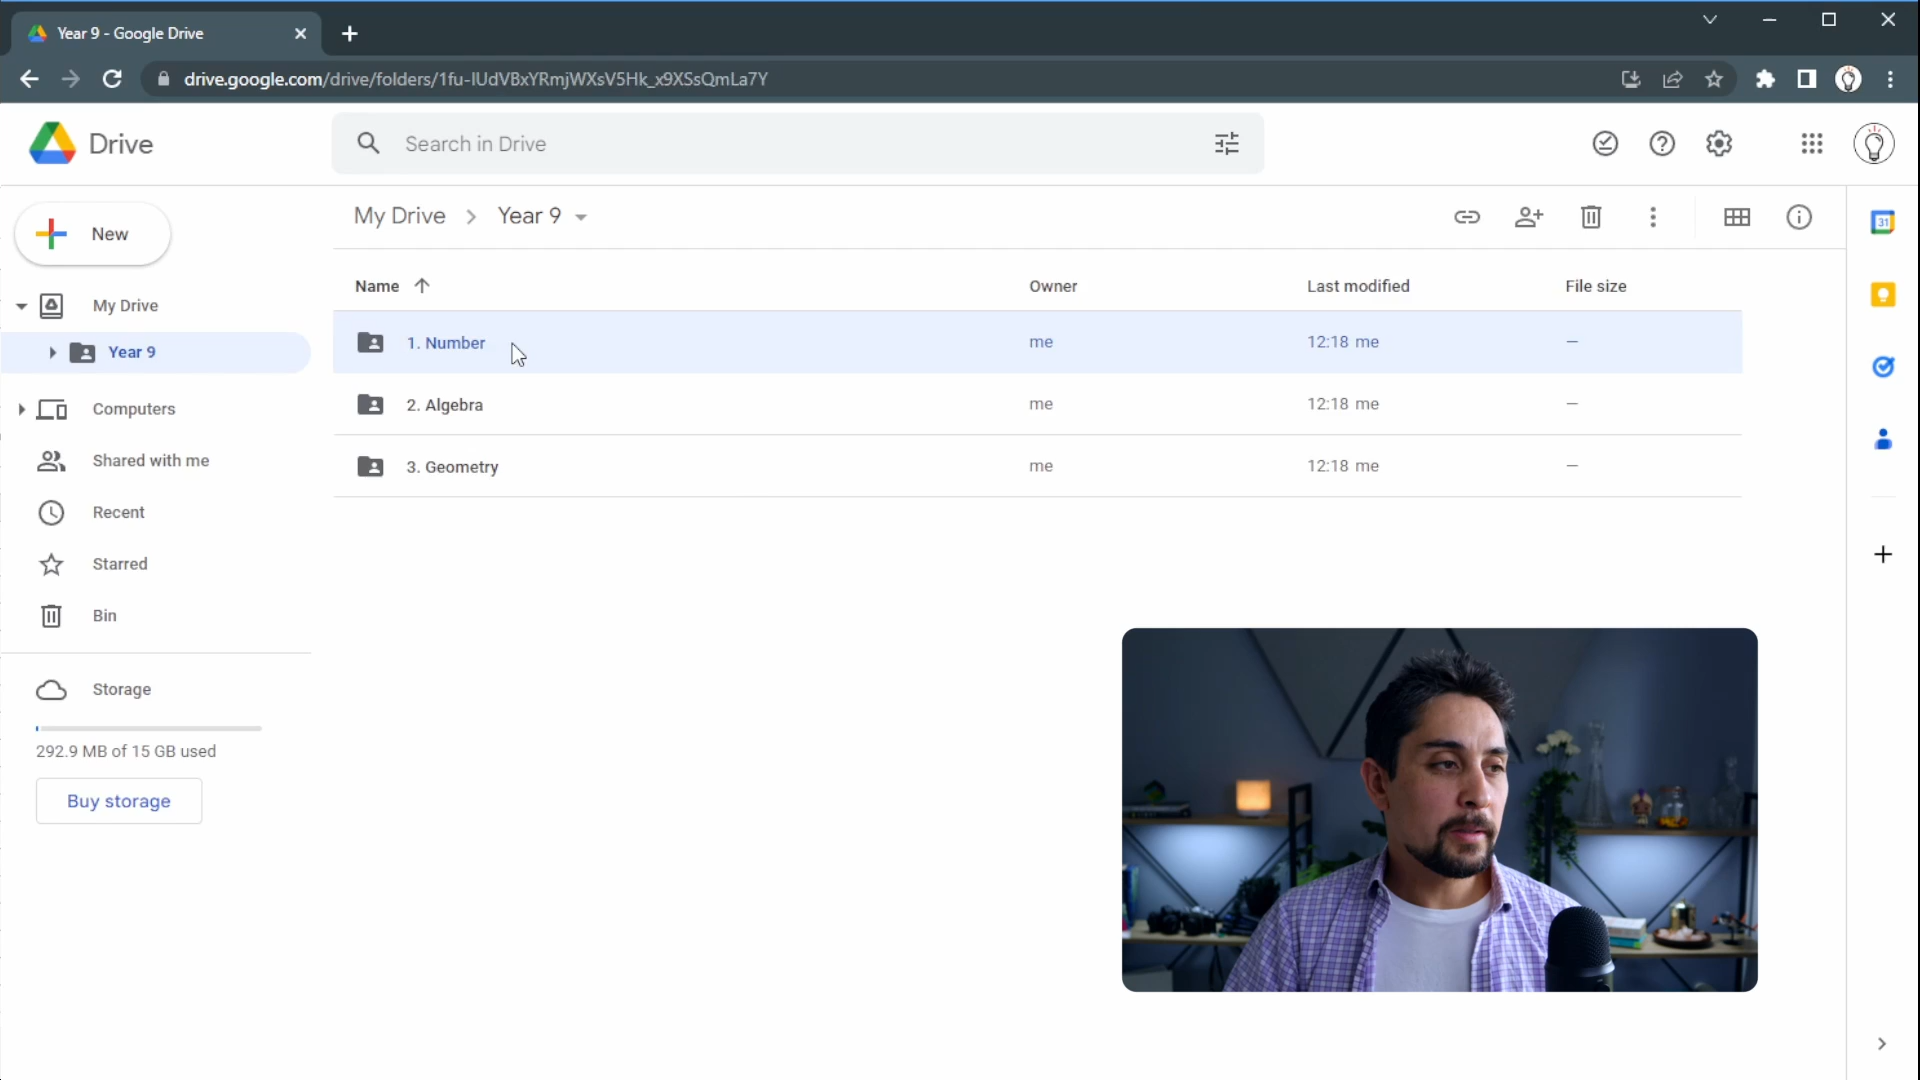 Year 9 - Google Drive
drive.google.com/drive/folders/1fu-IUdVBxYRmjWXsV5Hk_x9XSsQmLa7Y
Drive
Search in Drive
New
My Drive
Year 9
Computers
Shared with me
Recent
Starred
Bin
Storage
292.9 MB of 15 GB used
Buy storage
My Drive Year 9
Name Owner Last modified File size
1. Number me 12:18 me –
2. Algebra me 12:18 me –
3. Geometry me 12:18 me –
31